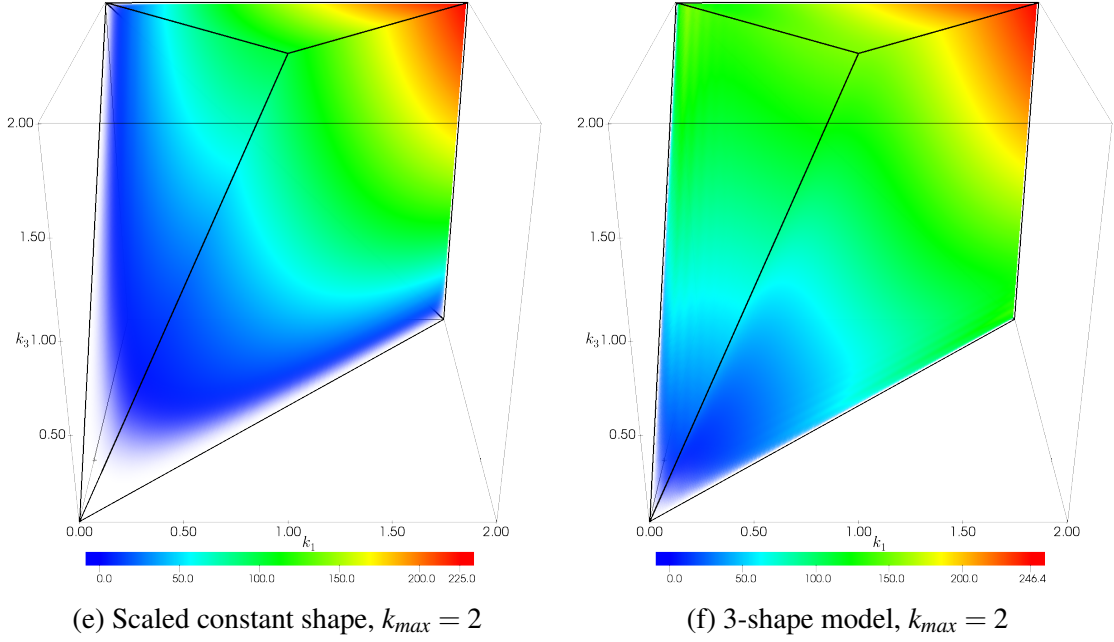 2.00
1.50
k₃ 1.00
0.50
0.00 0.50 1.00 1.50 2.00
k₁
0.0 50.0 100.0 150.0 200.0 225.0
(e) Scaled constant shape, kₘₐₓ = 2
2.00
1.50
k₃ 1.00
0.50
0.00 0.50 1.00 1.50 2.00
k₁
0.0 50.0 100.0 150.0 200.0 246.4
(f) 3-shape model, kₘₐₓ = 2